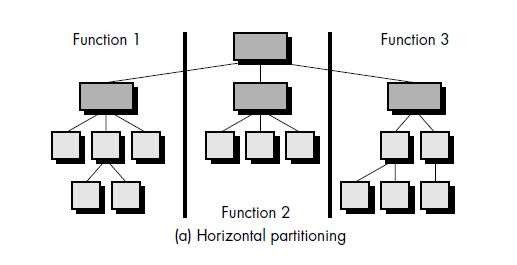 Function 1
Function 3
Function 2
(a) Horizontal partitioning